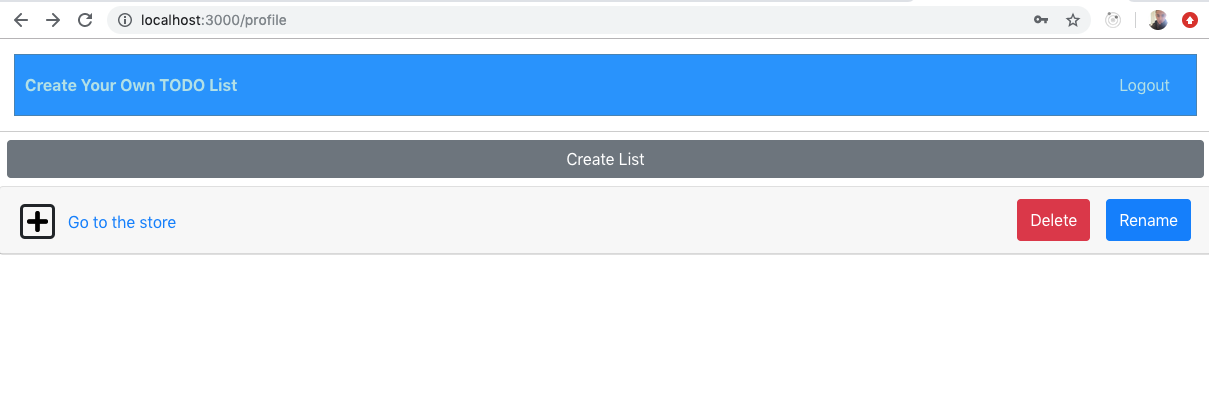 localhost:3000/profile
Create Your Own TODO List
Logout
Create List
Go to the store
Delete
Rename